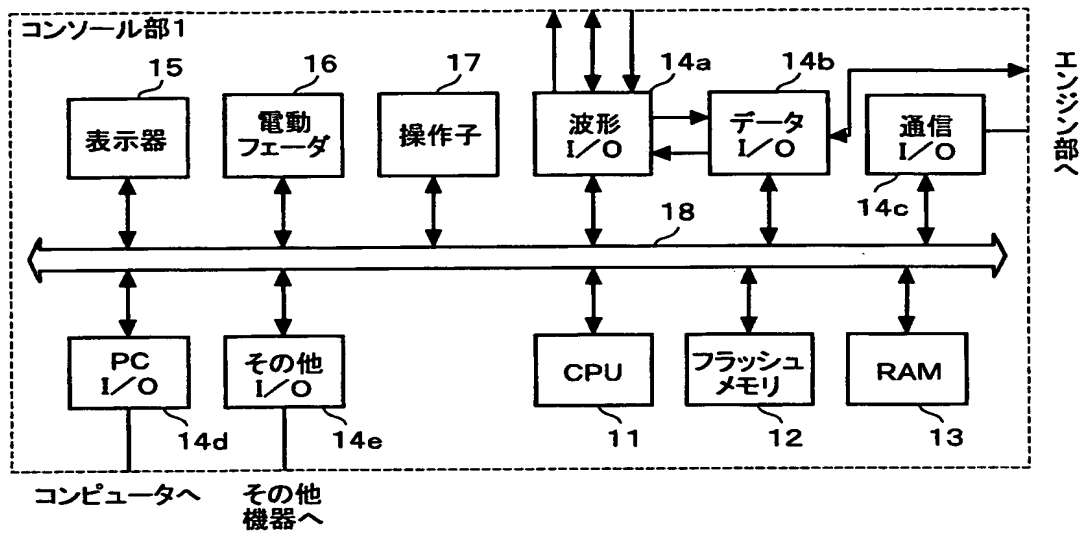 コンソール部1
15
16
17
14a
14b
表示器
電動
フェーダ
操作子
波形
I/O
データ
I/O
通信
I/O
14c
エンジン部へ
18
PC
I/O
その他
I/O
CPU
フラッシュ
メモリ
RAM
14d
14e
11
12
13
コンピュータへ
その他
機器へ